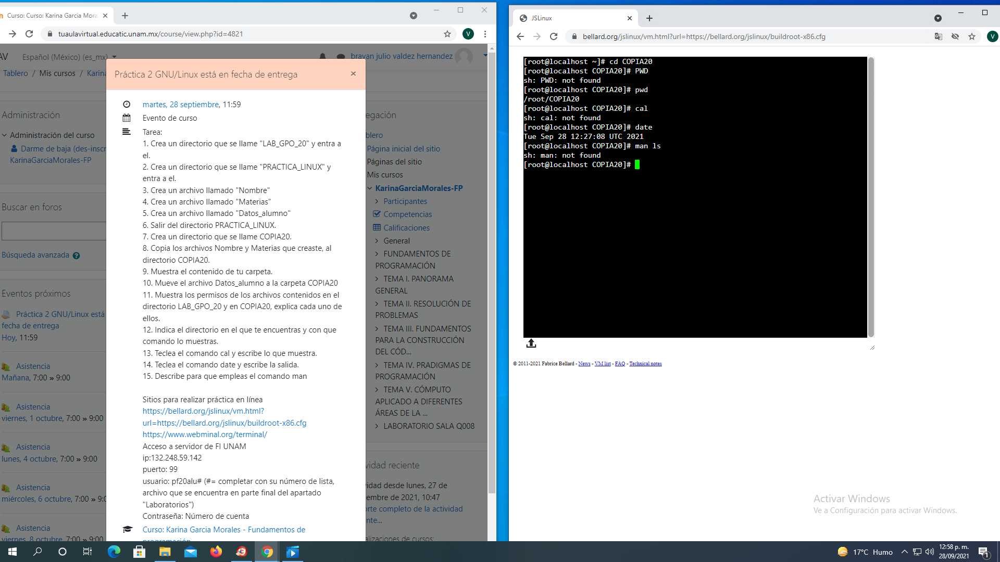 Curso: Curso: Karina Garcia Mora
tuaulavirtual.educatic.unam.mx/course/view.php?id=4821
V
AV
Español (México) (es_mx)
bravan julio valdez hernandez
Tablero / Mis cursos / Karina
Práctica 2 GNU/Linux está en fecha de entrega
×
martes, 28 septiembre, 11:59
Evento de curso
Tarea:
1. Crea un directorio que se llame "LAB_GPO_20" y entra a
el.
2. Crea un directorio que se llame "PRACTICA_LINUX" y
entra a el.
3. Crea un archivo llamado "Nombre"
4. Crea un archivo llamado "Materias"
5. Crea un archivo llamado "Datos_alumno"
6. Salir del directorio PRACTICA_LINUX.
7. Crea un directorio que se llame COPIA20.
8. Copia los archivos Nombre y Materias que creaste, al
directorio COPIA20.
9. Muestra el contenido de tu carpeta.
10. Mueve el archivo Datos_alumno a la carpeta COPIA20
11. Muestra los permisos de los archivos contenidos en el
directorio LAB_GPO_20 y en COPIA20, explica cada uno de
ellos.
12. Indica el directorio en el que te encuentras y con que
comando lo muestras.
13. Teclea el comando cal y escribe lo que muestra.
14. Teclea el comando date y escribe la salida.
15. Describe para que empleas el comando man
Sitios para realizar práctica en línea
https://bellard.org/jslinux/vm.html?
url=https://bellard.org/jslinux/buildroot-x86.cfg
https://www.webminal.org/terminal/
Acceso a servidor de FI UNAM
ip:132.248.59.142
puerto: 99
usuario: pf20alu# (#= completar con su número de lista,
archivo que se encuentra en parte final del apartado
"Laboratorios")
Contraseña: Número de cuenta
Curso: Karina Garcia Morales - Fundamentos de
programación
Administración
Administración del curso
Darme de baja (des-inscr
KarinaGarciaMorales-FP
Buscar en foros
Búsqueda avanzada
Eventos próximos
Práctica 2 GNU/Linux está
fecha de entrega
Hoy, 11:59
Asistencia
Mañana, 7:00 » 9:00
Asistencia
viernes, 1 octubre, 7:00 » 9:00
Asistencia
lunes, 4 octubre, 7:00 » 9:00
Asistencia
miércoles, 6 octubre, 7:00 » 9:0
Asistencia
viernes, 8 octubre, 7:00 » 9:00
egación
blero
Página inicial del sitio
Páginas del sitio
Mis cursos
KarinaGarciaMorales-FP
Participantes
Competencias
Calificaciones
General
FUNDAMENTOS DE
PROGRAMACIÓN
TEMA I. PANORAMA
GENERAL
TEMA II. RESOLUCIÓN DE
PROBLEMAS
TEMA III. FUNDAMENTOS
PARA LA CONSTRUCCIÓN
DEL CÓD...
TEMA IV. PRADIGMAS DE
PROGRAMACIÓN
TEMA V. CÓMPUTO
APLICADO A DIFERENTES
ÁREAS DE LA ...
LABORATORIO SALA Q008
vidad reciente
vidad desde lunes, 27 de
iembre de 2021, 10:47
orte completo de la actividad
nte...
alizaciones de cursos:
JSLinux
bellard.org/jslinux/vm.html?url=https://bellard.org/jslinux/buildroot-x86.cfg
V
[root@localhost ~]# cd COPIA20
[root@localhost COPIA20]# PWD
sh: PWD: not found
[root@localhost COPIA20]# pwd
/root/COPIA20
[root@localhost COPIA20]# cal
sh: cal: not found
[root@localhost COPIA20]# date
Tue Sep 28 12:27:08 UTC 2021
[root@localhost COPIA20]# man ls
sh: man: not found
[root@localhost COPIA20]#
© 2011-2021 Fabrice Bellard - News - VM list - FAQ - Technical notes
Activar Windows
Ve a Configuración para activar Windows.
17°C Humo
12:58 p. m.
28/09/2021
1